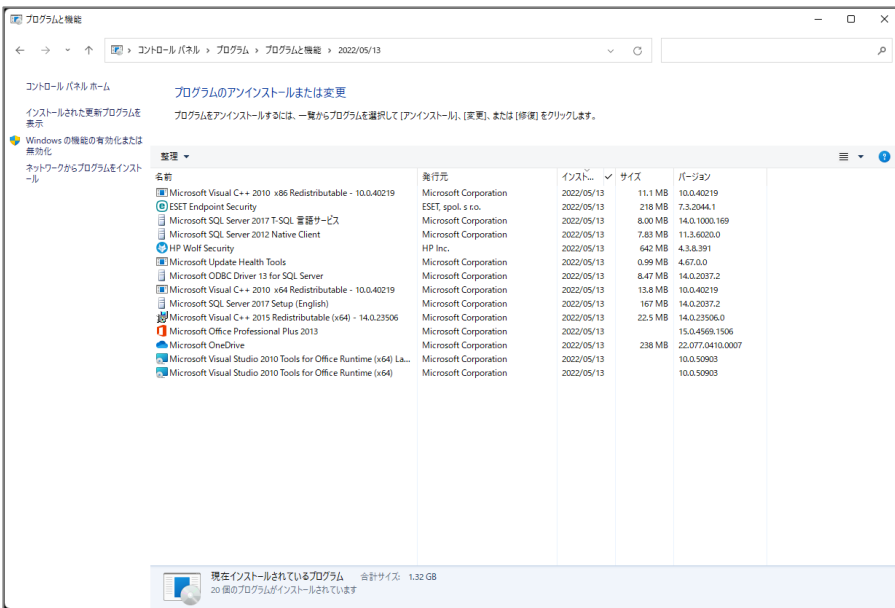 プログラムと機能
コントロール パネル › プログラム › プログラムと機能 › 2022/05/13
コントロール パネル ホーム
インストールされた更新プログラムを
表示
Windows の機能の有効化または
無効化
ネットワークからプログラムをインスト
ール
プログラムのアンインストールまたは変更
プログラムをアンインストールするには、一覧からプログラムを選択して [アンインストール]、[変更]、または [修復] をクリックします。
整理
名前 発行元 インスト... サイズ バージョン
Microsoft Visual C++ 2010 x86 Redistributable - 10.0.40219 Microsoft Corporation 2022/05/13 11.1 MB 10.0.40219
ESET Endpoint Security ESET, spol. s r.o. 2022/05/13 218 MB 7.3.2044.1
Microsoft SQL Server 2017 T-SQL 言語サービス Microsoft Corporation 2022/05/13 8.00 MB 14.0.1000.169
Microsoft SQL Server 2012 Native Client Microsoft Corporation 2022/05/13 7.83 MB 11.3.6020.0
HP Wolf Security HP Inc. 2022/05/13 642 MB 4.3.8.391
Microsoft Update Health Tools Microsoft Corporation 2022/05/13 0.99 MB 4.67.0.0
Microsoft ODBC Driver 13 for SQL Server Microsoft Corporation 2022/05/13 8.47 MB 14.0.2037.2
Microsoft Visual C++ 2010 x64 Redistributable - 10.0.40219 Microsoft Corporation 2022/05/13 13.8 MB 10.0.40219
Microsoft SQL Server 2017 Setup (English) Microsoft Corporation 2022/05/13 167 MB 14.0.2037.2
Microsoft Visual C++ 2015 Redistributable (x64) - 14.0.23506 Microsoft Corporation 2022/05/13 22.5 MB 14.0.23506.0
Microsoft Office Professional Plus 2013 Microsoft Corporation 2022/05/13 15.0.4569.1506
Microsoft OneDrive Microsoft Corporation 2022/05/13 238 MB 22.077.0410.0007
Microsoft Visual Studio 2010 Tools for Office Runtime (x64) La... Microsoft Corporation 2022/05/13 10.0.50903
Microsoft Visual Studio 2010 Tools for Office Runtime (x64) Microsoft Corporation 2022/05/13 10.0.50903
現在インストールされているプログラム 合計サイズ: 1.32 GB
20 個のプログラムがインストールされています